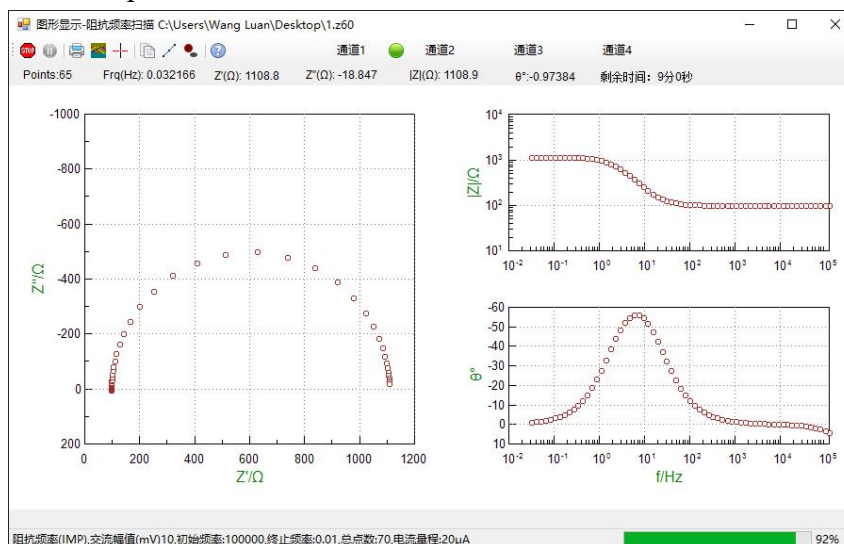 图形显示-阻抗频率扫描 C:\Users\Wang Luan\Desktop\1.z60
STOP 通道1 通道2 通道3 通道4
Points:65 Frq(Hz): 0.032166 Z'(Ω): 1108.8 Z''(Ω): -18.847 |Z|(Ω): 1108.9 θ°:-0.97384 剩余时间：9分0秒
-1000
-800
-600
-400
-200
0
200
Z''/Ω
0 200 400 600 800 1000 1200
Z'/Ω
10⁴
10³
10²
10¹
|Z|/Ω
10⁻² 10⁻¹ 10⁰ 10¹ 10² 10³ 10⁴ 10⁵
-60
-50
-40
-30
-20
-10
0
10
θ°
10⁻² 10⁻¹ 10⁰ 10¹ 10² 10³ 10⁴ 10⁵
f/Hz
阻抗频率(IMP),交流幅值(mV)10,初始频率:100000,终止频率:0.01,总点数:70,电流量程:20μA 92%